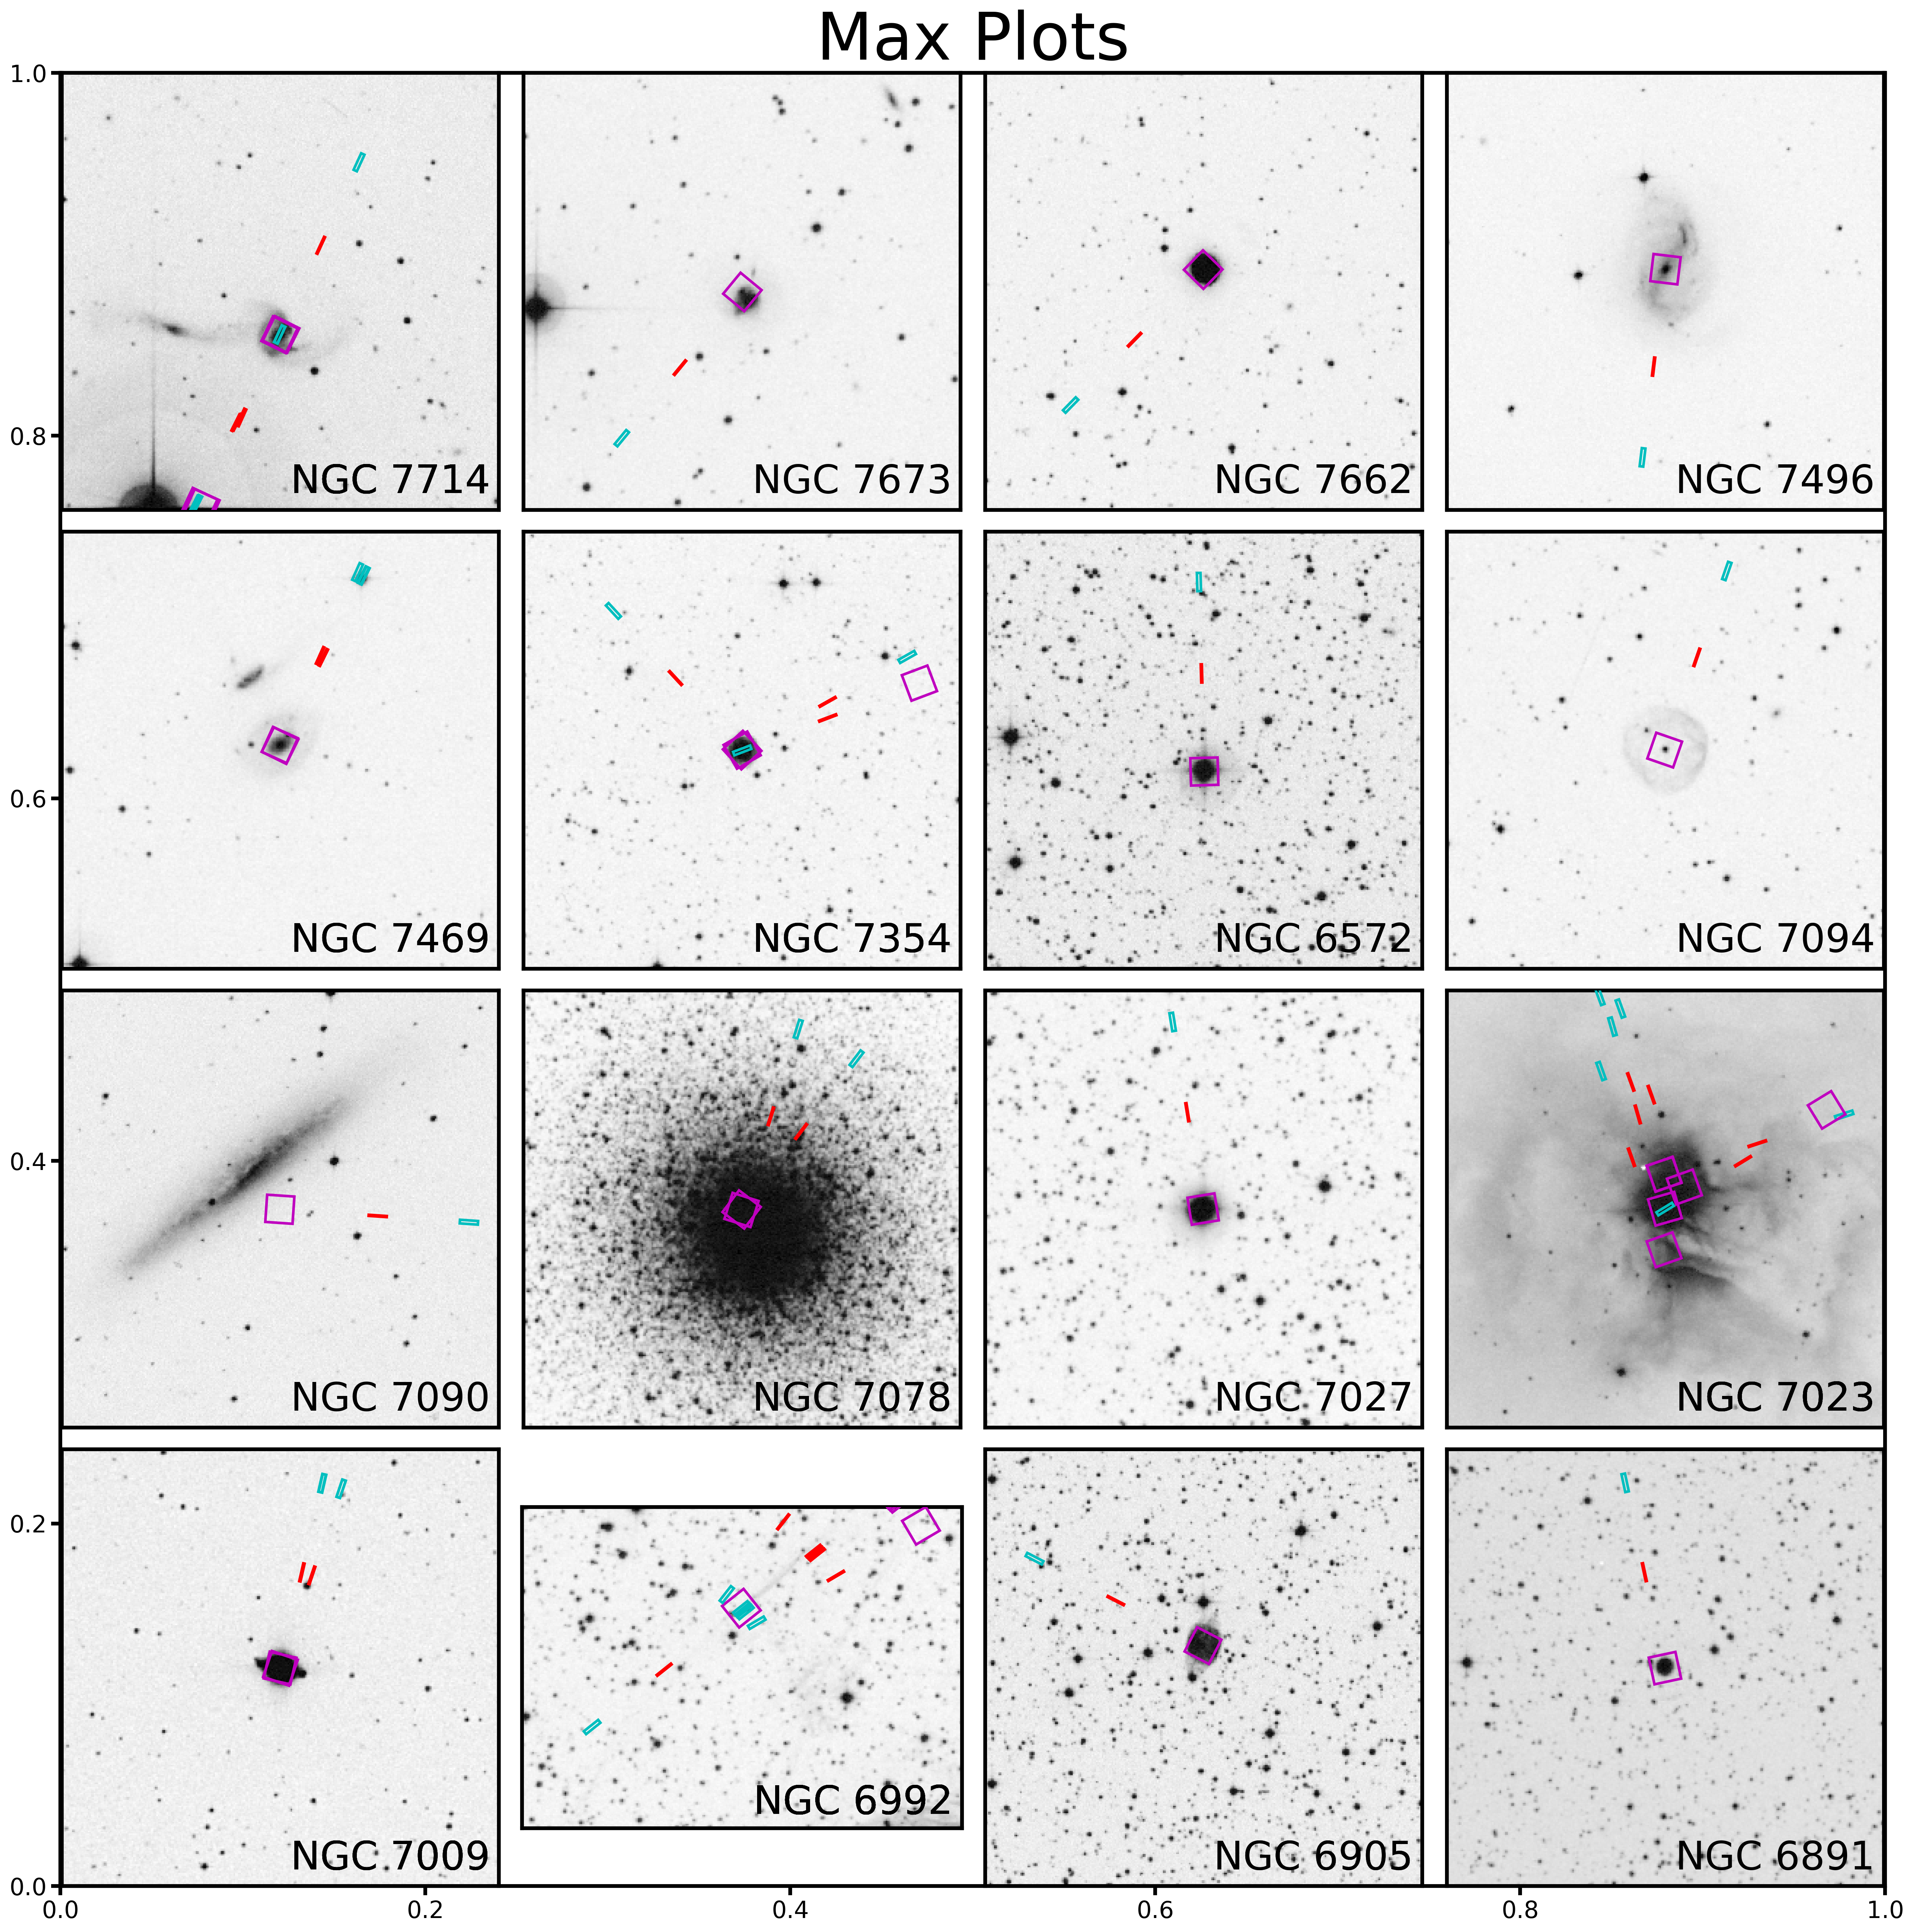 Max Plots
1.0
NGC 7714
NGC 7673
NGC 7662
NGC 7496
0.8
NGC 7469
NGC 7354
NGC 6572
NGC 7094
0.6
NGC 7090
NGC 7078
NGC 7027
NGC 7023
0.4
NGC 7009
NGC 6992
NGC 6905
NGC 6891
0.2
0.0
0.0 0.2 0.4 0.6 0.8 1.0